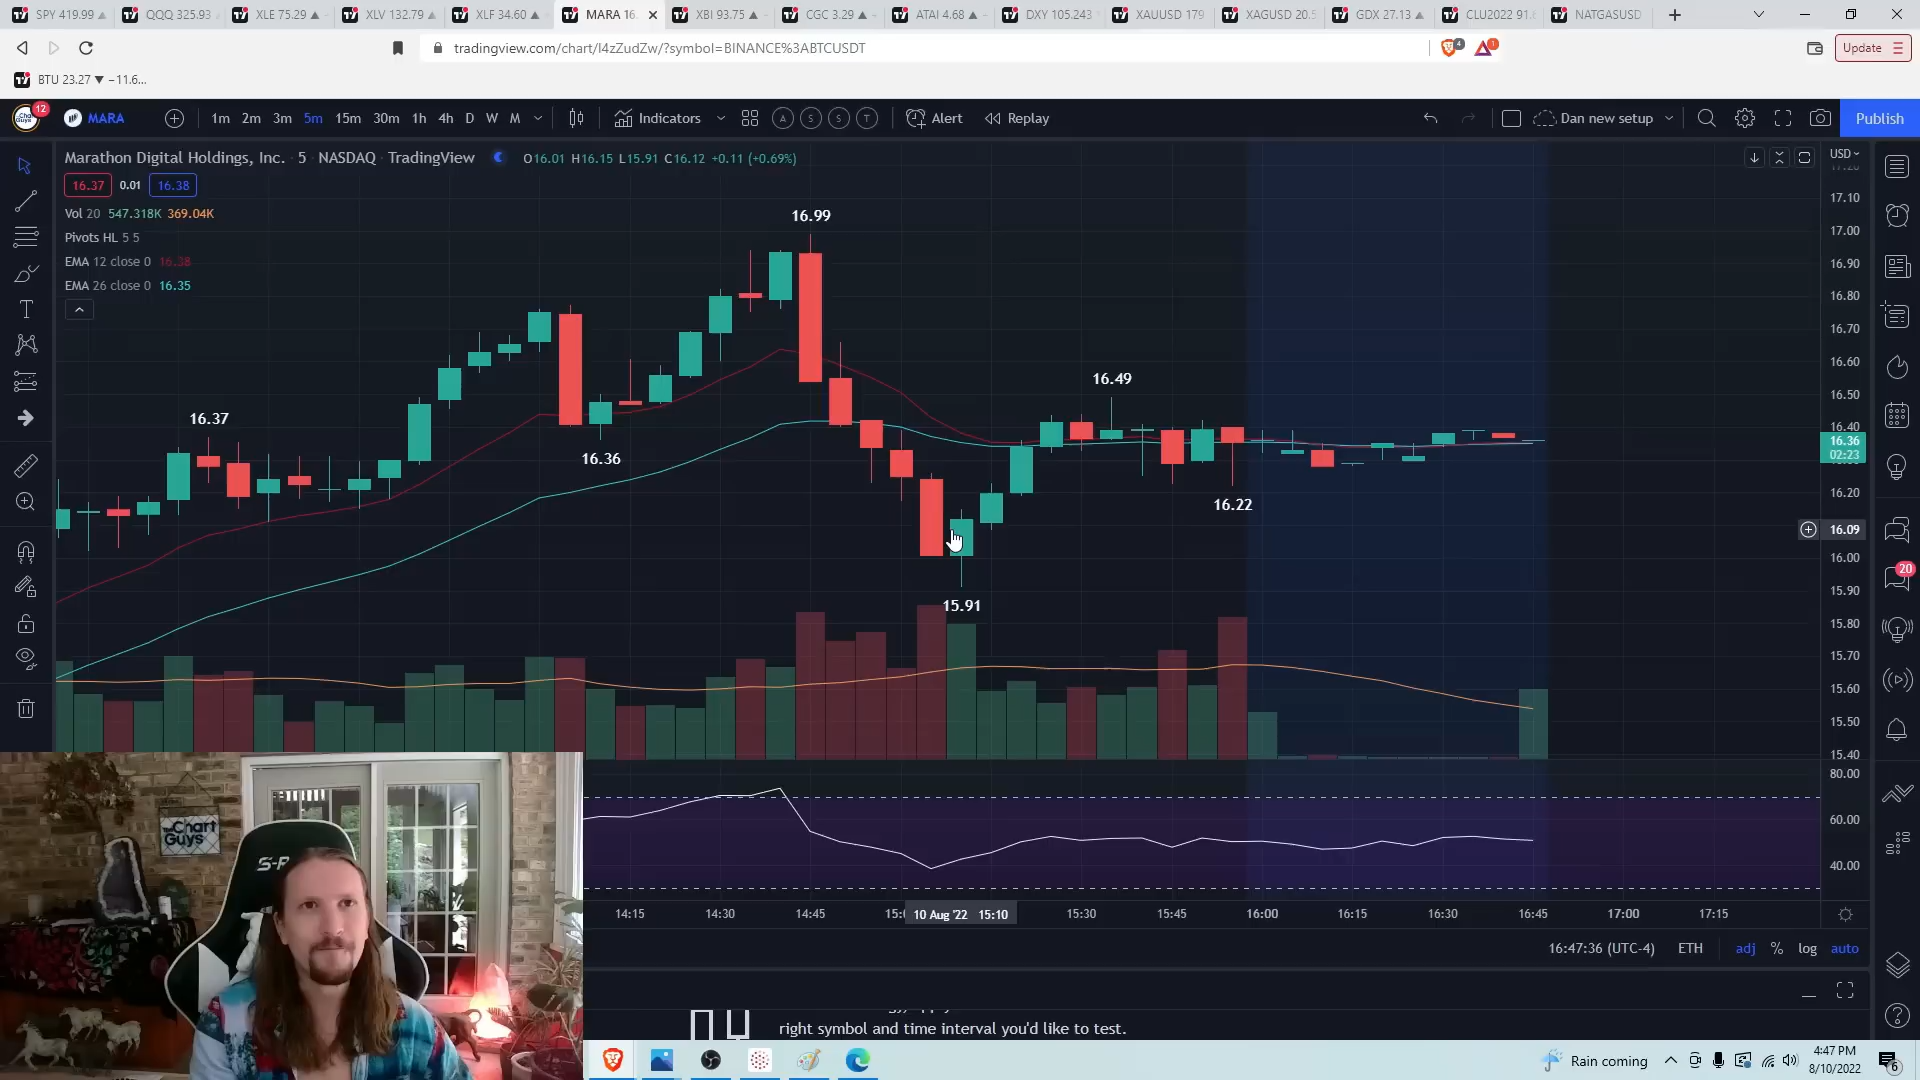 SPY 419.99 ▲
QQQ 325.93
XLE 75.29 ▲
XLV 132.79
XLF 34.60 ▲
MARA 16.
XBI 93.75 ▲
CGC 3.29 ▲
ATAI 4.68 ▲
DXY 105.243
XAUUSD 179
XAGUSD 20.5
GDX 27.13
CLU2022 91.
NATGASUSD
tradingview.com/chart/I4zZudZw/?symbol=BINANCE%3ABTCUSDT
4
1
Update
BTU 23.27 ▼ −11.6...
12
MARA
1m 2m 3m 5m 15m 30m 1h 4h D W M
Indicators
A S S T
Alert
Replay
Dan new setup
Publish
Marathon Digital Holdings, Inc. · 5 · NASDAQ · TradingView
O16.01 H16.15 L15.91 C16.12 +0.11 (+0.69%)
USD
16.37 0.01 16.38
Vol 20 547.318K 369.04K
Pivots HL 5 5
EMA 12 close 0 16.38
EMA 26 close 0 16.35
16.99
16.37
16.36
16.49
16.22
15.91
17.10
17.00
16.90
16.80
16.70
16.60
16.50
16.40
16.36
02:23
16.20
16.09
16.00
15.90
15.80
15.70
15.60
15.50
15.40
80.00
60.00
40.00
20
14:15 14:30 14:45 15:0 10 Aug '22 15:10 15:30 15:45 16:00 16:15 16:30 16:45 17:00 17:15
16:47:36 (UTC-4) ETH adj % log auto
right symbol and time interval you'd like to test.
The Chart Guys
S-R
Rain coming
4:47 PM
8/10/2022
6